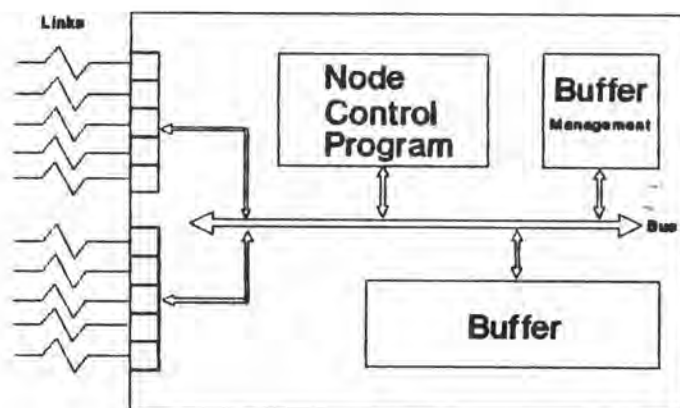 Links
Node
Control
Program
Buffer
Management
Bus
Buffer